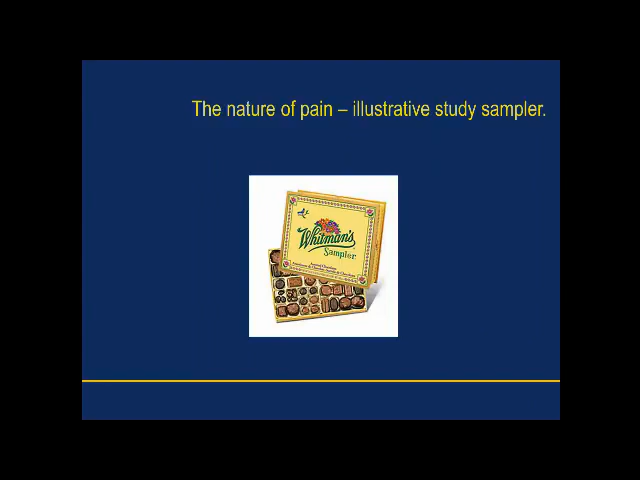 The nature of pain – illustrative study sampler.
Whitman's
Sampler